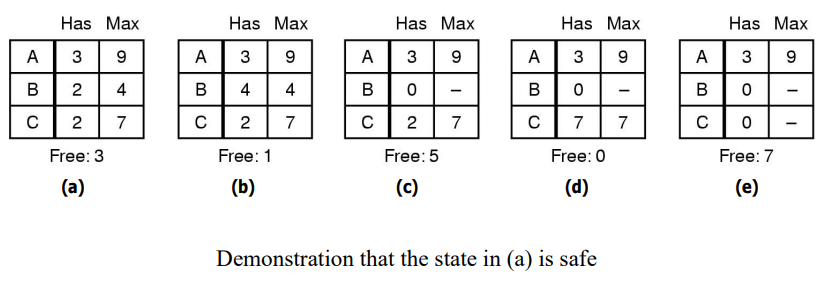 Has Max Has Max Has Max Has Max Has Max
A 3 9 A 3 9 A 3 9 A 3 9 A 3 9
B 2 4 B 4 4 B 0 – B 0 – B 0 –
C 2 7 C 2 7 C 2 7 C 7 7 C 0 –
Free: 3 Free: 1 Free: 5 Free: 0 Free: 7
(a) (b) (c) (d) (e)
Demonstration that the state in (a) is safe